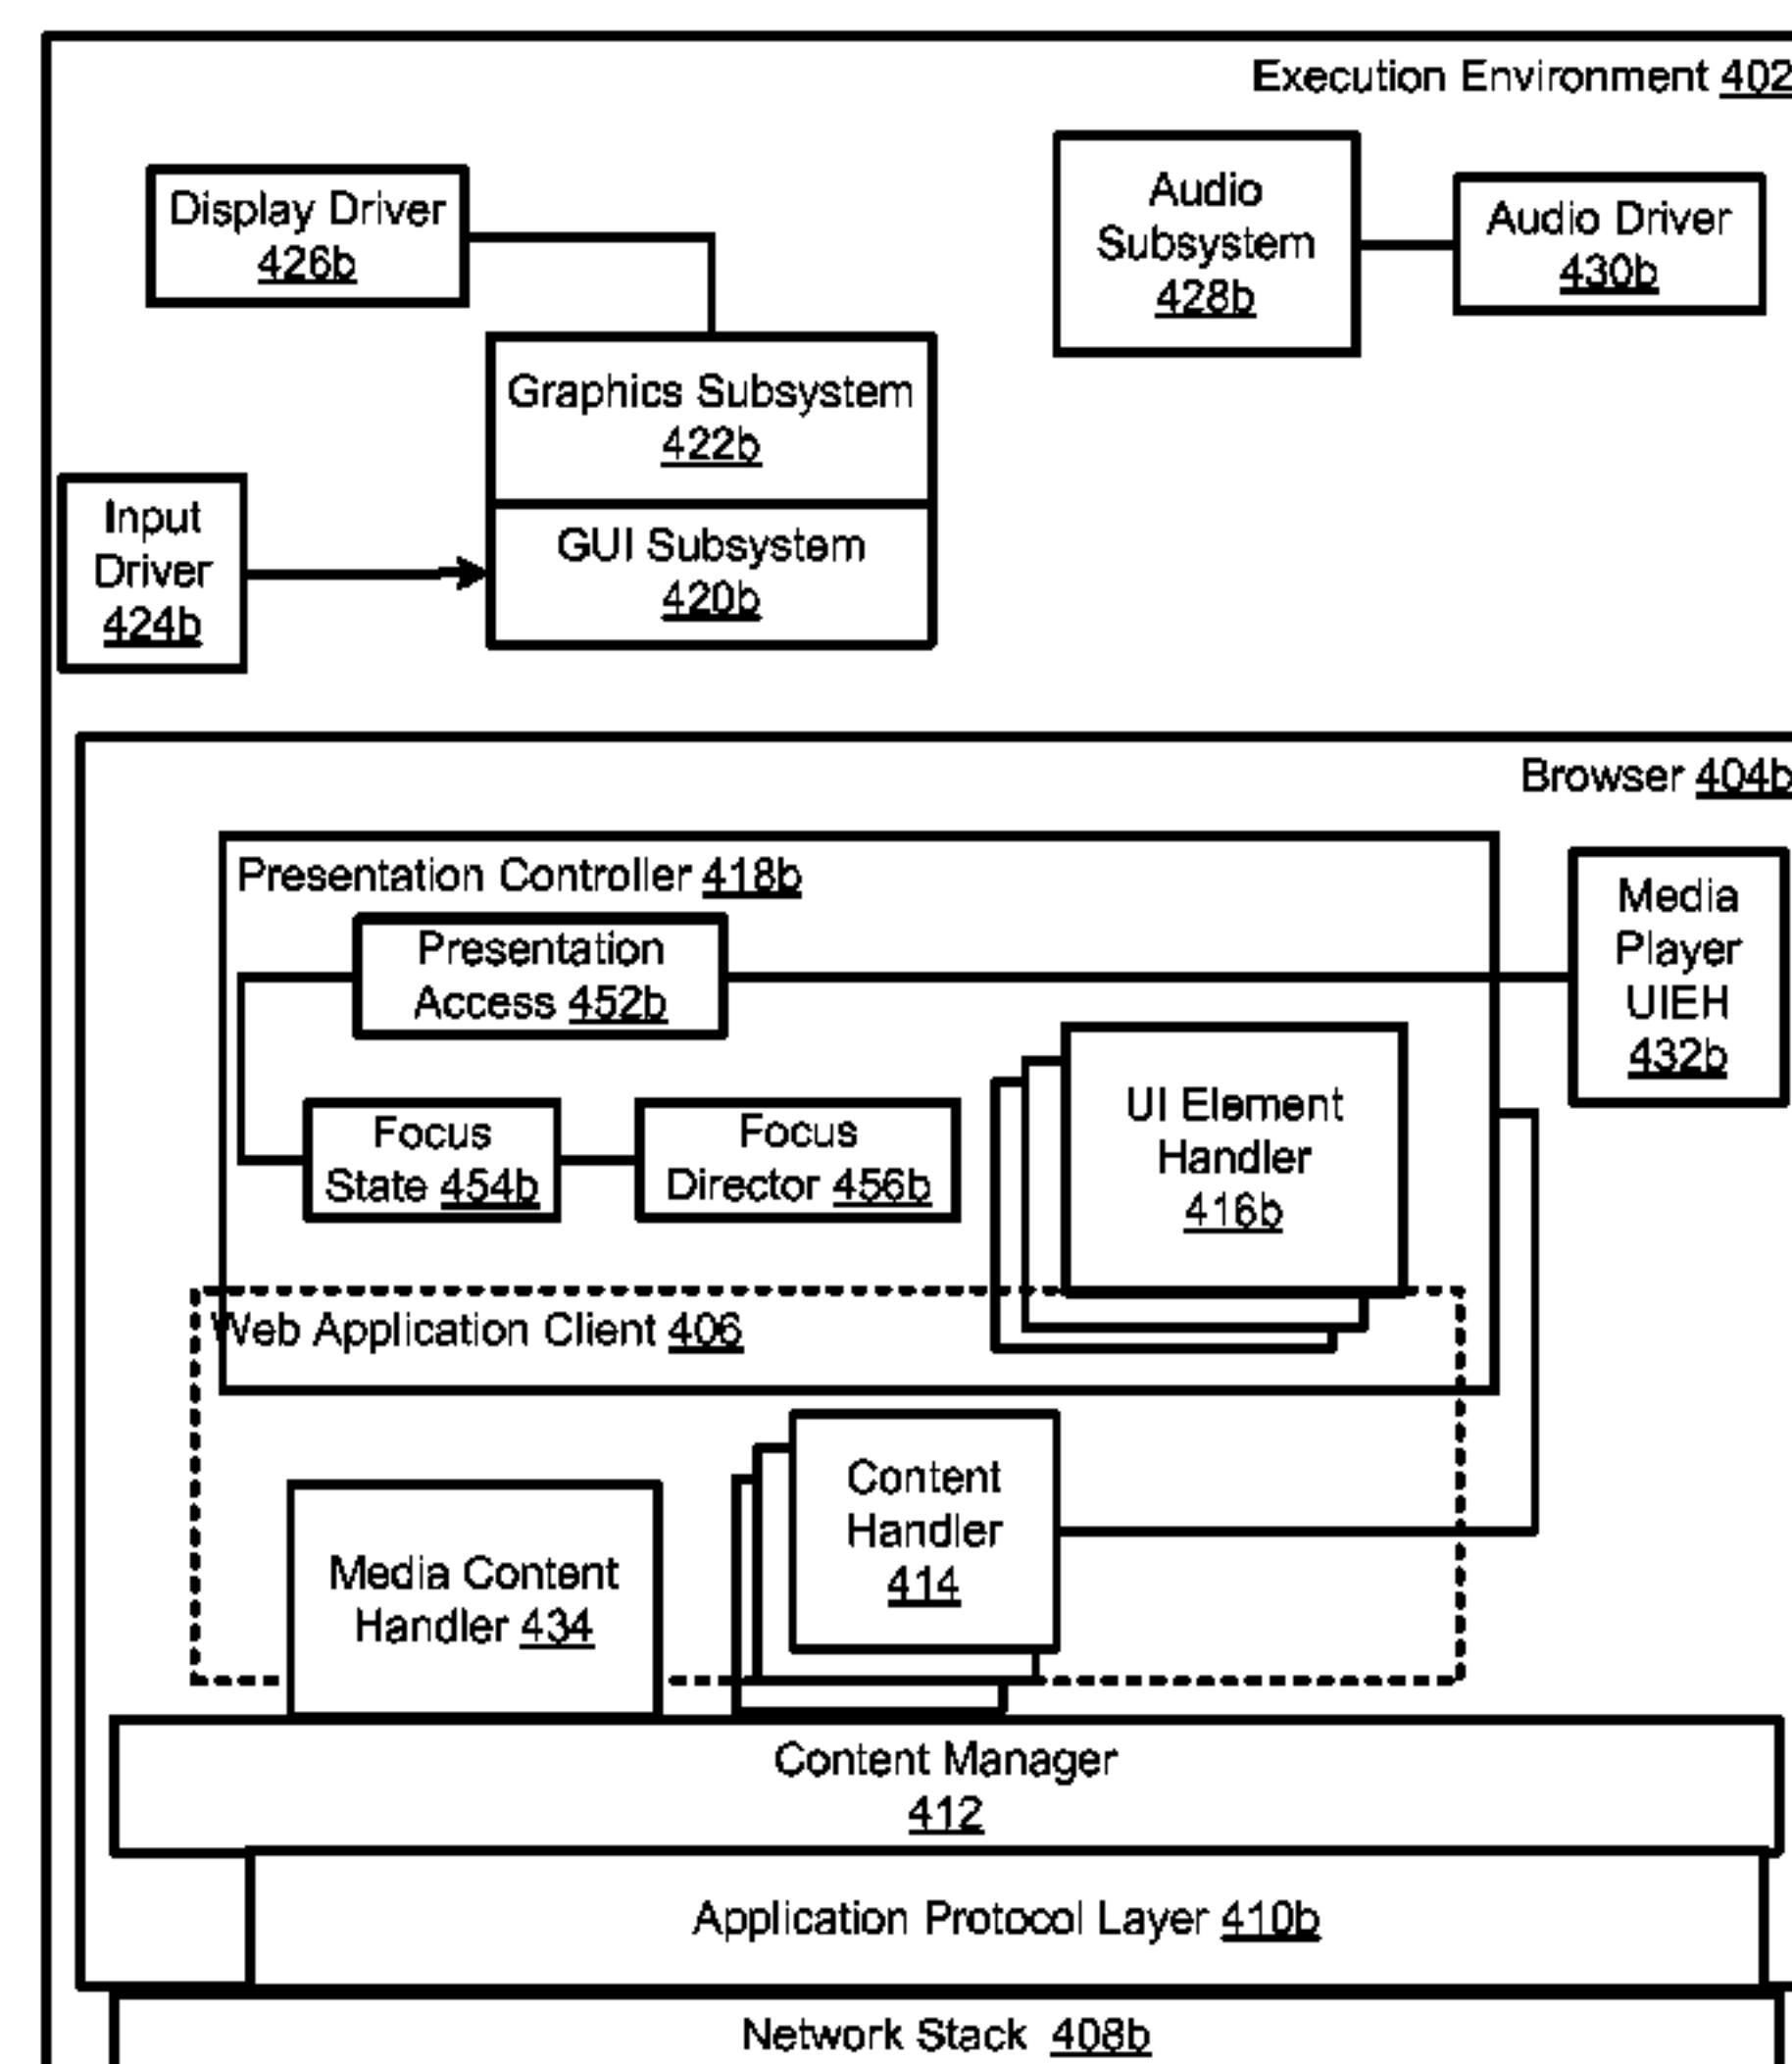 Execution Environment 402
Display Driver
426b
Audio
Subsystem
428b
Audio Driver
430b
Graphics Subsystem
422b
Input
Driver
424b
GUI Subsystem
420b
Browser 404b
Presentation Controller 418b
Presentation
Access 452b
Media
Player
UIEH
432b
Focus
State 454b
Focus
Director 456b
UI Element
Handler
416b
Web Application Client 406
Content
Handler
414
Media Content
Handler 434
Content Manager
412
Application Protocol Layer 410b
Network Stack 408b